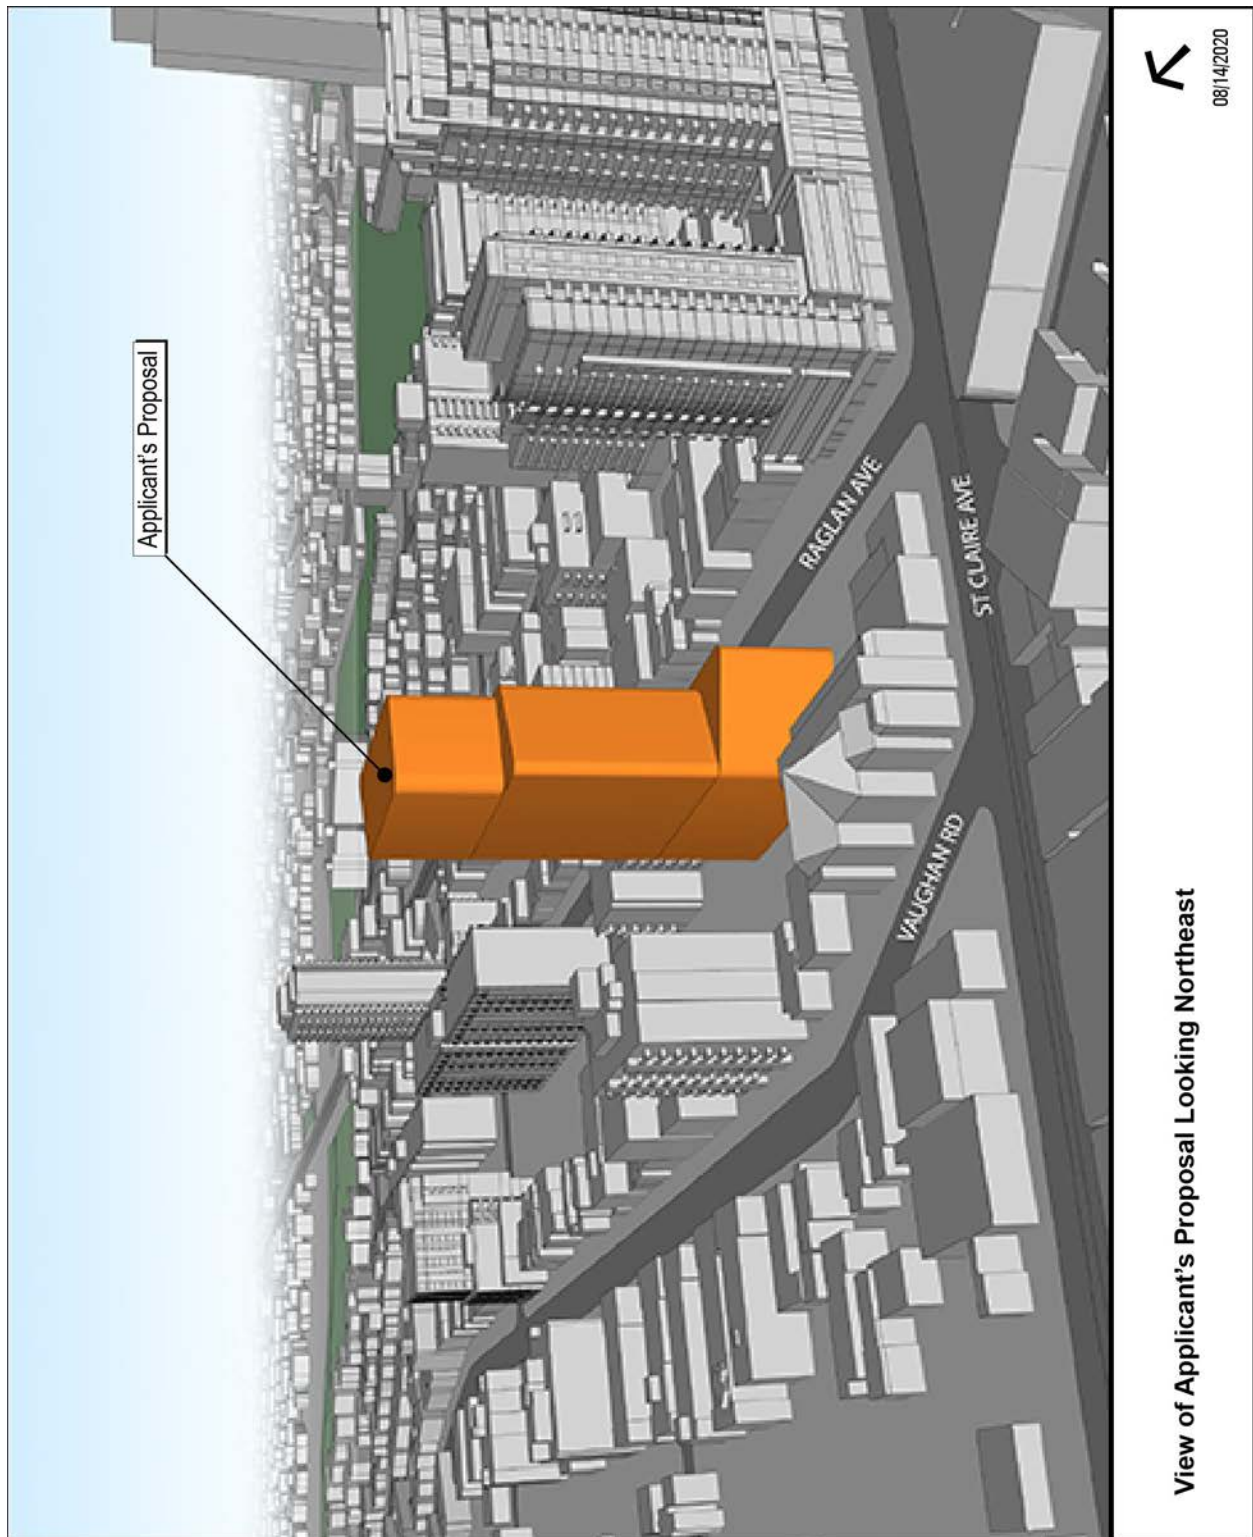 Applicant's Proposal
RAGLAN AVE
ST CLAIRE AVE
VAUGHAN RD
View of Applicant's Proposal Looking Northeast
08/14/2020